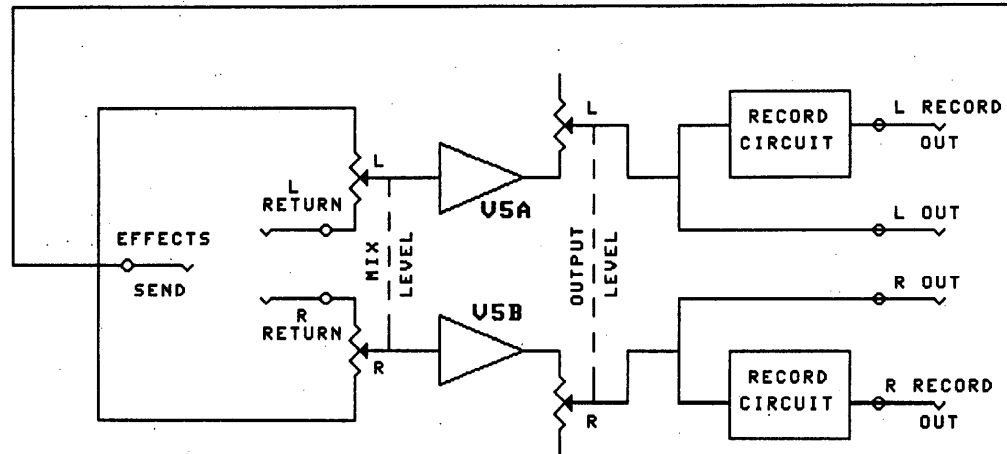 L
L
RETURN
V5A
MIX
LEVEL
EFFECTS
SEND
R
RETURN
V5B
R
L
OUTPUT
LEVEL
R
RECORD
CIRCUIT
L RECORD
OUT
L OUT
R OUT
RECORD
CIRCUIT
R RECORD
OUT